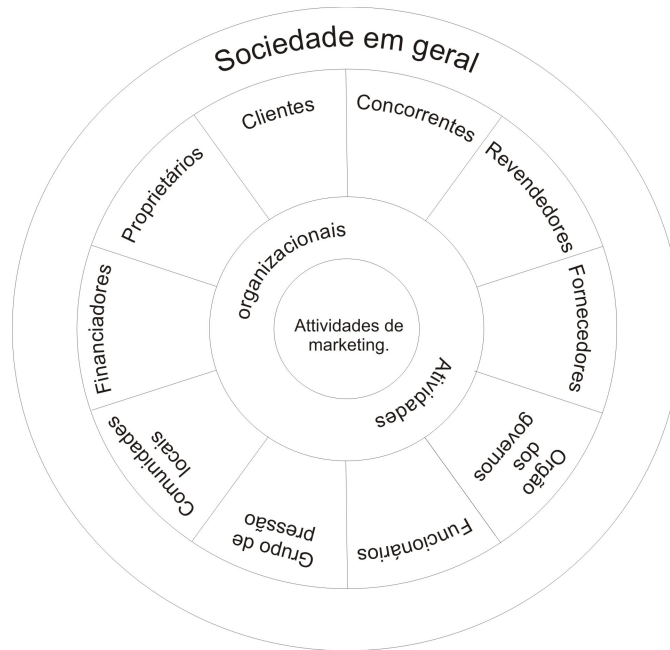 Sociedade em geral
Clientes
Concorrentes
Revendedores
Fornecedores
Orgão
dos
governos
Funcionários
Grupo de
pressão
Comunidades
locais
Financiadores
Proprietários
organizacionais
Atividades
Attividades de
marketing.